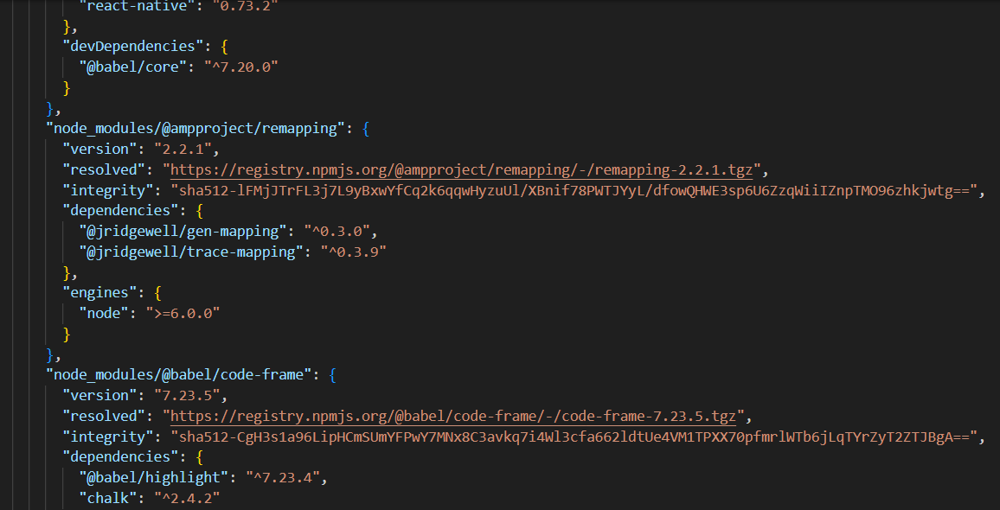 "react-native": "0.73.2"
},
"devDependencies": {
"@babel/core": "^7.20.0"
}
},
"node_modules/@ampproject/remapping": {
"version": "2.2.1",
"resolved": "https://registry.npmjs.org/@ampproject/remapping/-/remapping-2.2.1.tgz",
"integrity": "sha512-lFMjJTrFL3j7L9yBxwYfCq2k6qqwHyzuUl/XBnif78PWTJYyL/dfowQHWE3sp6U6ZzqWiiIZnpTMO96zhkjwtg==",
"dependencies": {
"@jridgewell/gen-mapping": "^0.3.0",
"@jridgewell/trace-mapping": "^0.3.9"
},
"engines": {
"node": ">=6.0.0"
}
},
"node_modules/@babel/code-frame": {
"version": "7.23.5",
"resolved": "https://registry.npmjs.org/@babel/code-frame/-/code-frame-7.23.5.tgz",
"integrity": "sha512-CgH3s1a96LipHCmSUmYFPwY7MNx8C3avkq7i4Wl3cfa662ldtUe4VM1TPXX70pfmrlWTb6jLqTYrZyT2ZTJBgA==",
"dependencies": {
"@babel/highlight": "^7.23.4",
"chalk": "^2.4.2"